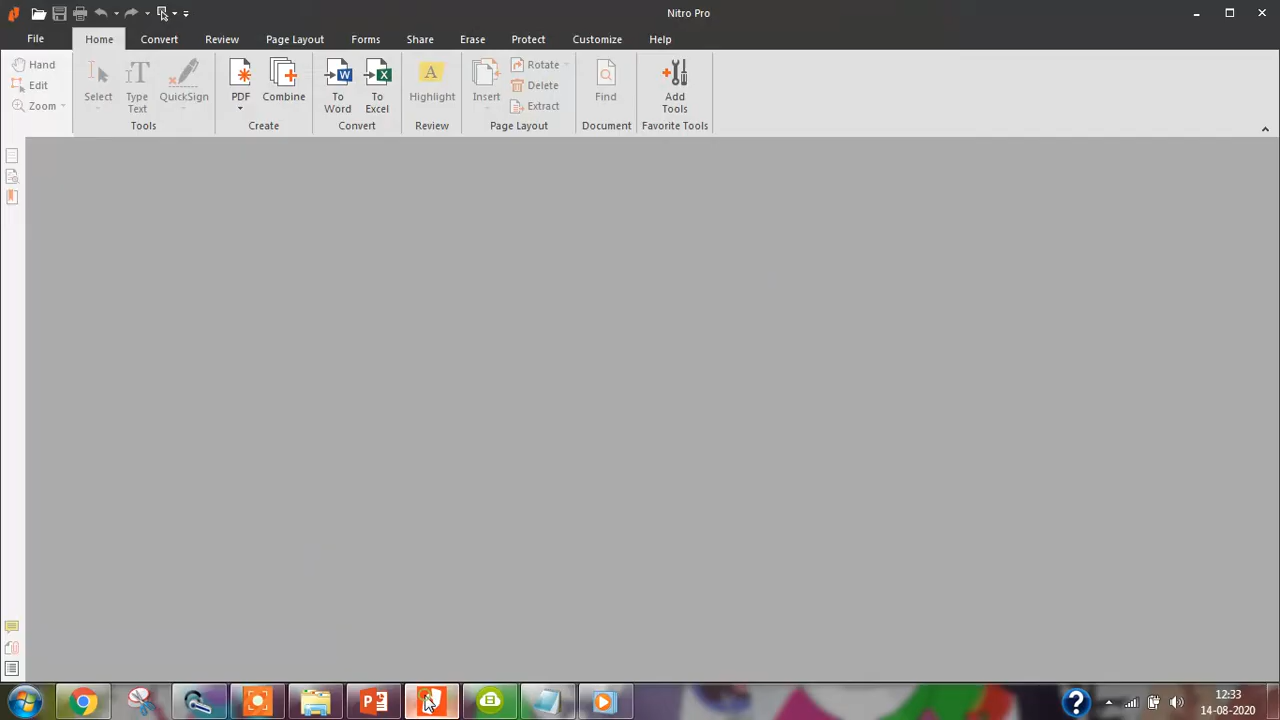 Nitro Pro
File Home Convert Review Page Layout Forms Share Erase Protect Customize Help
Hand
Edit
Zoom
Select
Type Text
QuickSign
Tools
PDF
Combine
Create
To Word
To Excel
Convert
Highlight
Review
Insert
Rotate
Delete
Extract
Page Layout
Find
Document
Add Tools
Favorite Tools
12:33
14-08-2020